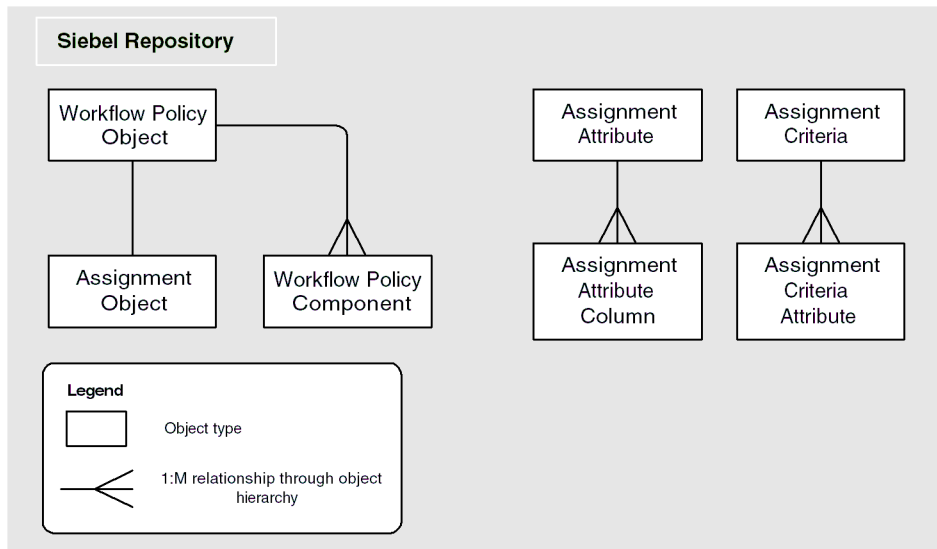 Siebel Repository
Workflow Policy
Object
Assignment
Attribute
Assignment
Criteria
Assignment
Object
Workflow Policy
Component
Assignment
Attribute
Column
Assignment
Criteria
Attribute
Legend
Object type
1:M relationship through object
hierarchy